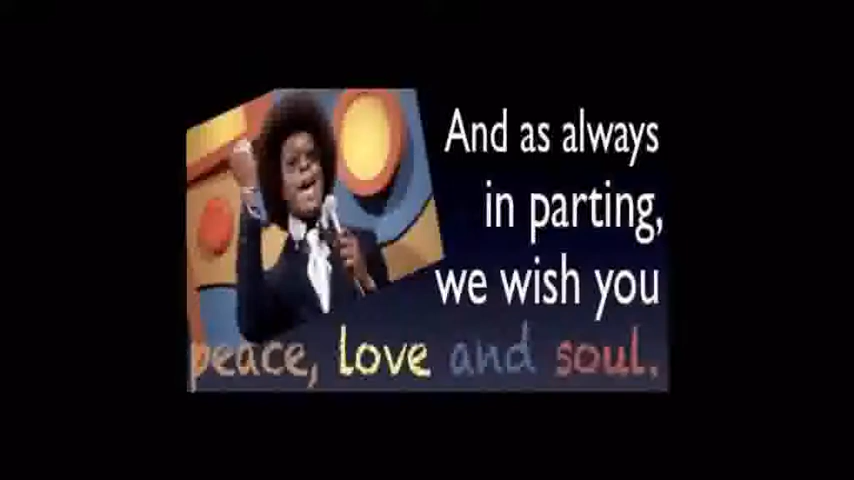 And as always
in parting,
we wish you
peace, love and soul.